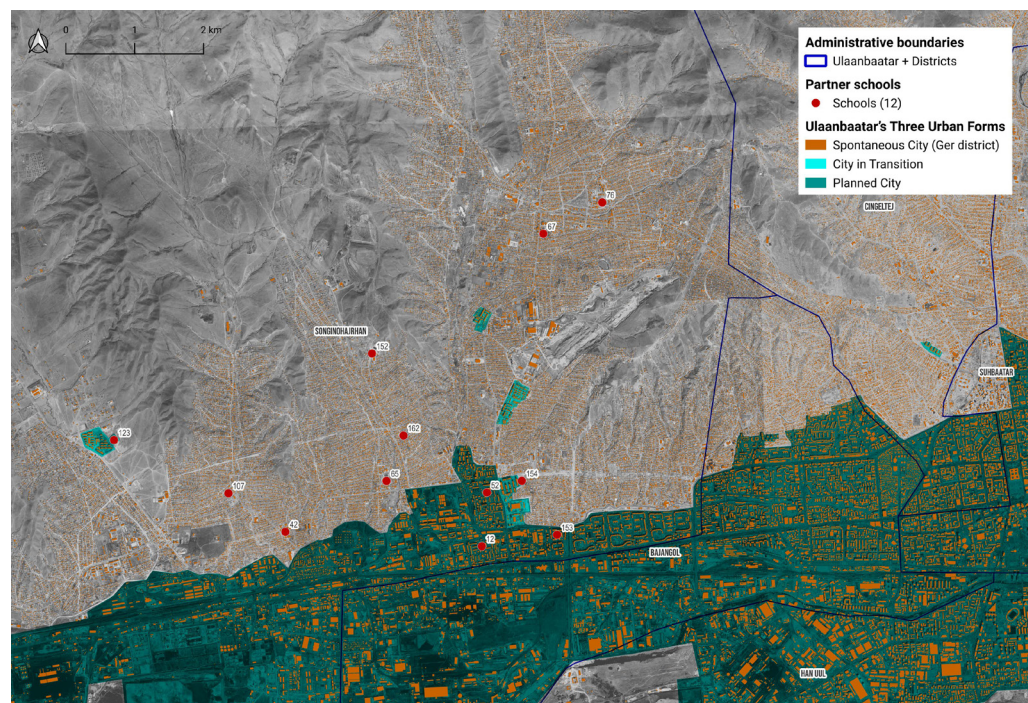 0 1 2 km
Administrative boundaries
Ulaanbaatar + Districts
Partner schools
Schools (12)
Ulaanbaatar's Three Urban Forms
Spontaneous City (Ger district)
City in Transition
Planned City
76
CINGELTEJ
67
SONGINOHAJRHAN
152
SUHBAATAR
123
162
65
154
107
52
42
153
12
BAJANGOL
HAN UUL